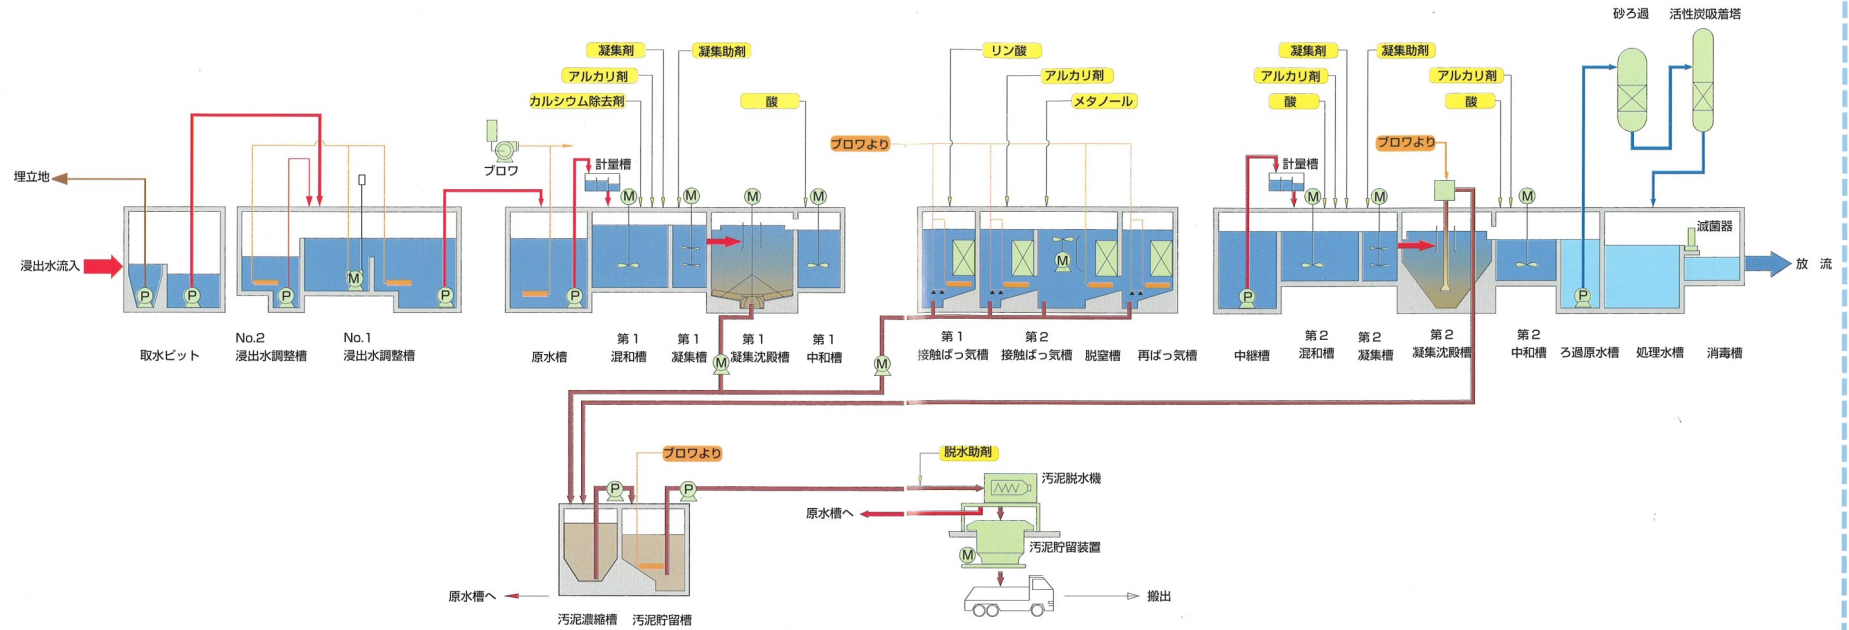 砂ろ過
活性炭吸着塔
凝集剤
凝集助剤
リン酸
凝集剤
凝集助剤
アルカリ剤
アルカリ剤
アルカリ剤
アルカリ剤
カルシウム除去剤
酸
メタノール
酸
酸
ブロワ
計量槽
ブロワより
ブロワより
計量槽
埋立地
M
M
M
M
M
M
M
滅菌器
浸出水流入
P
P
P
M
P
P
M
P
P
放 流
取水ピット
No.2
浸出水調整槽
No.1
浸出水調整槽
原水槽
第1
混和槽
第1
凝集槽
第1
凝集沈殿槽
第1
中和槽
第1
接触ばっ気槽
第2
接触ばっ気槽
脱窒槽
再ばっ気槽
中継槽
第2
混和槽
第2
凝集槽
第2
凝集沈殿槽
第2
中和槽
ろ過原水槽
処理水槽
消毒槽
M
M
ブロワより
脱水助剤
P
P
汚泥脱水機
原水槽へ
汚泥貯留装置
M
原水槽へ
搬出
汚泥濃縮槽
汚泥貯留槽